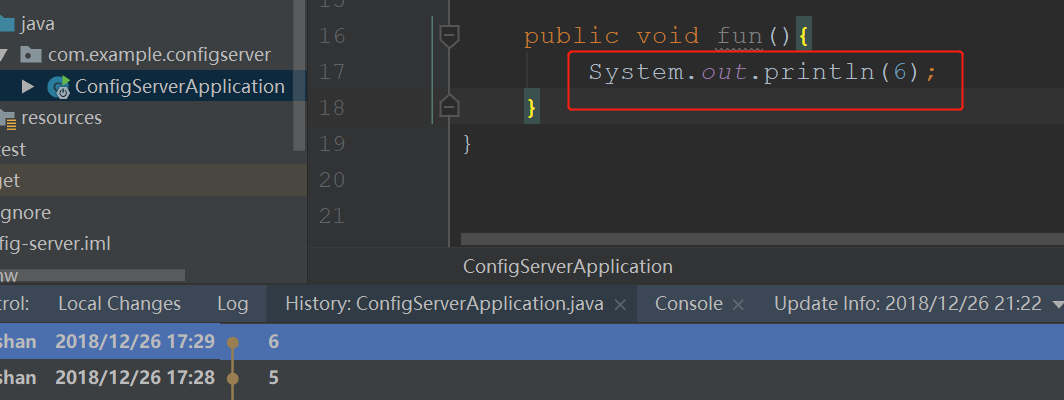 java
com.example.configserver
ConfigServerApplication
resources
est
get
gnore
fig-server.iml
nw
16 public void fun(){
17 System.out.println(6);
18 }
19 }
20
21
ConfigServerApplication
rol: Local Changes Log History: ConfigServerApplication.java × Console × Update Info: 2018/12/26 21:22
shan 2018/12/26 17:29 6
shan 2018/12/26 17:28 5